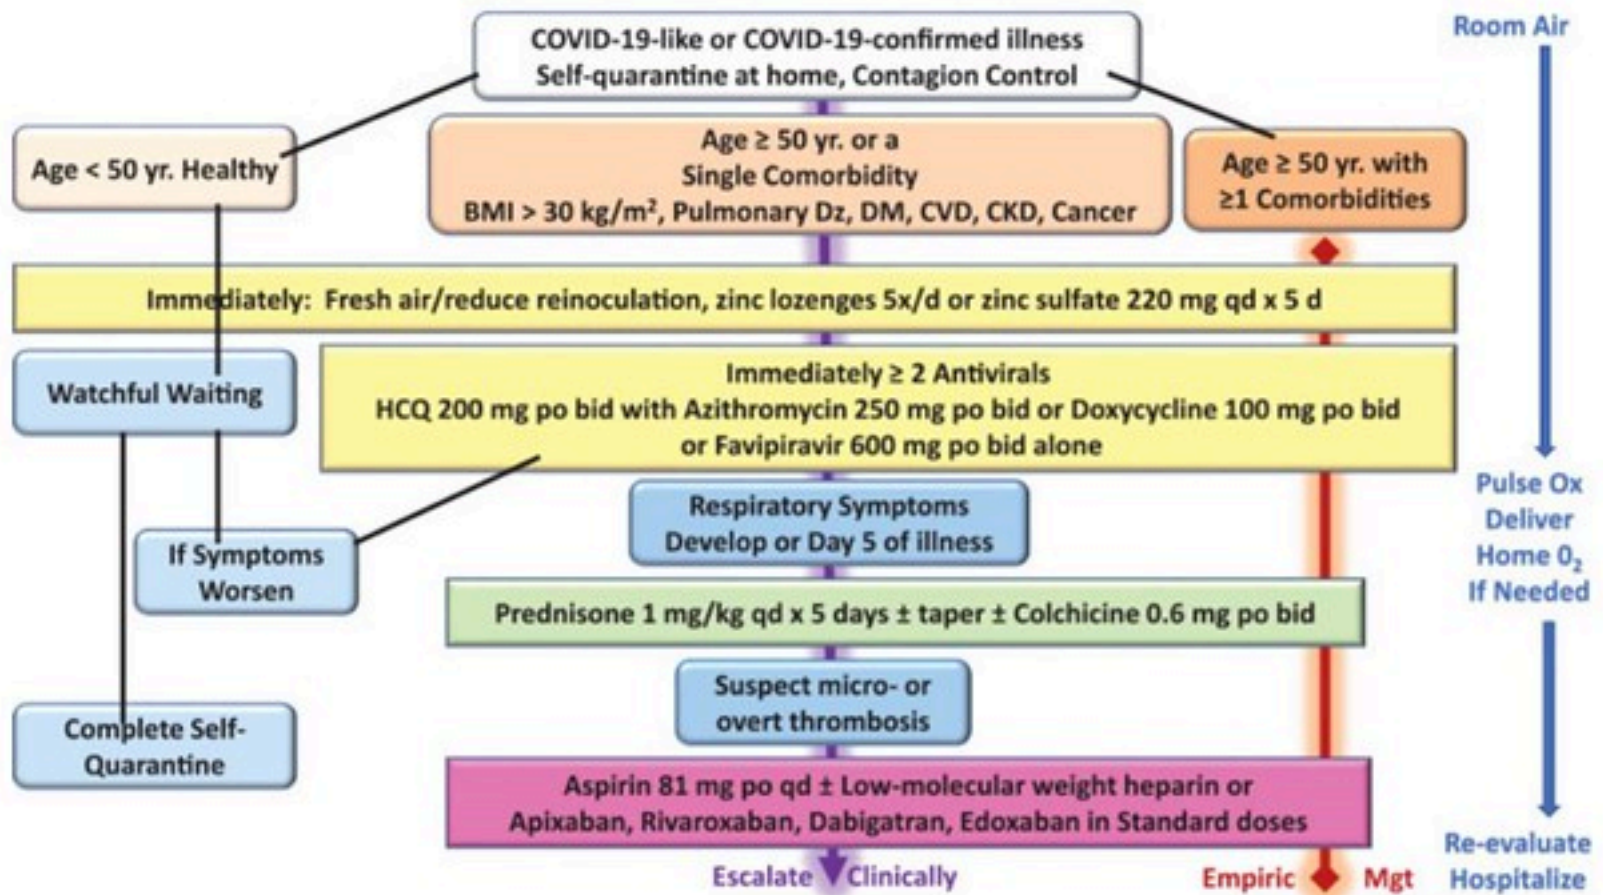 COVID-19-like or COVID-19-confirmed illness
Self-quarantine at home, Contagion Control
Room Air
Age < 50 yr. Healthy
Age ≥ 50 yr. or a
Single Comorbidity
BMI > 30 kg/m², Pulmonary Dz, DM, CVD, CKD, Cancer
Age ≥ 50 yr. with
≥1 Comorbidities
Immediately: Fresh air/reduce reinoculation, zinc lozenges 5x/d or zinc sulfate 220 mg qd x 5 d
Watchful Waiting
Immediately ≥ 2 Antivirals
HCQ 200 mg po bid with Azithromycin 250 mg po bid or Doxycycline 100 mg po bid
or Favipiravir 600 mg po bid alone
Pulse Ox
Deliver
Home 0₂
If Needed
Respiratory Symptoms
Develop or Day 5 of illness
If Symptoms
Worsen
Prednisone 1 mg/kg qd x 5 days ± taper ± Colchicine 0.6 mg po bid
Suspect micro- or
overt thrombosis
Complete Self-
Quarantine
Aspirin 81 mg po qd ± Low-molecular weight heparin or
Apixaban, Rivaroxaban, Dabigatran, Edoxaban in Standard doses
Re-evaluate
Hospitalize
Escalate Clinically
Empiric Mgt